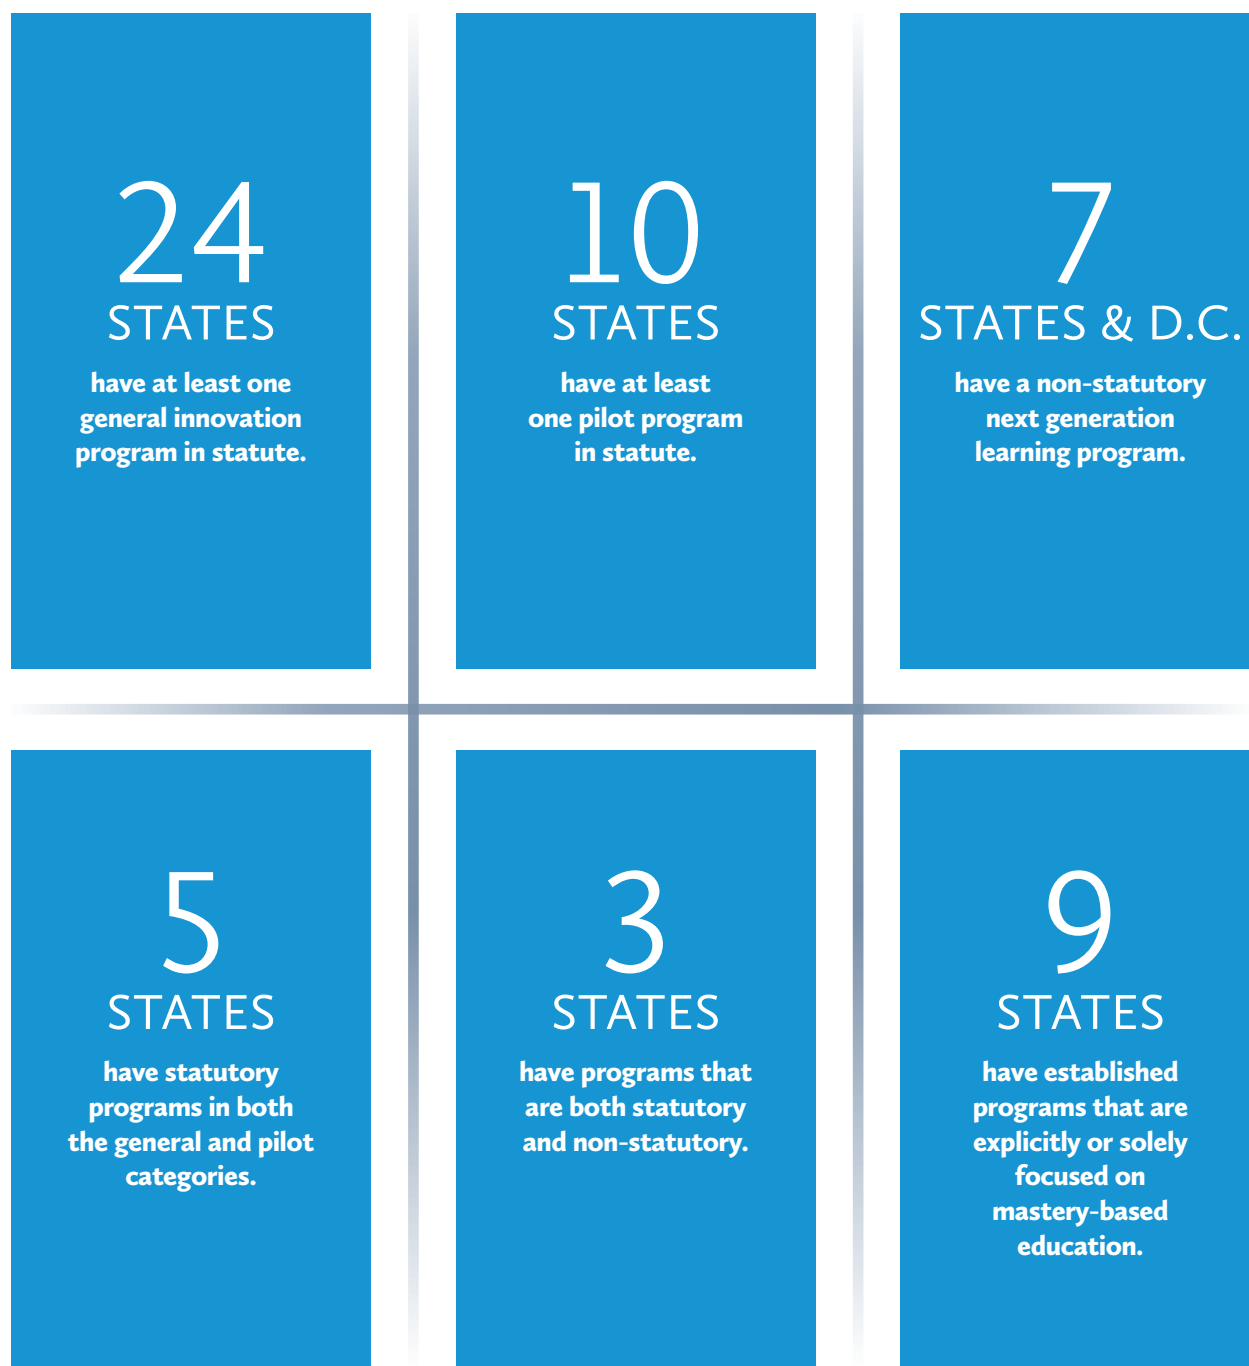 24
STATES
have at least one
general innovation
program in statute.
10
STATES
have at least
one pilot program
in statute.
7
STATES & D.C.
have a non-statutory
next generation
learning program.
5
STATES
have statutory
programs in both
the general and pilot
categories.
3
STATES
have programs that
are both statutory
and non-statutory.
9
STATES
have established
programs that are
explicitly or solely
focused on
mastery-based
education.